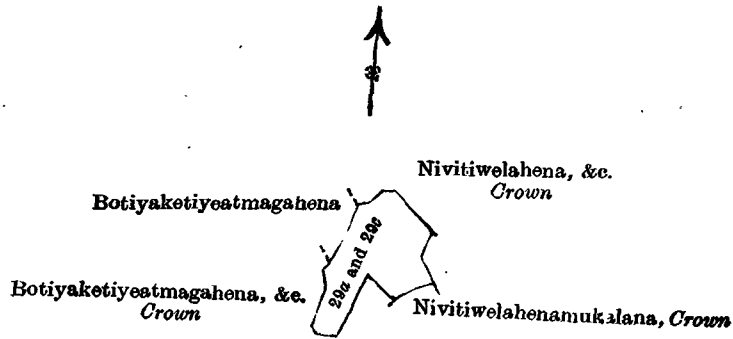 Nivitiwelahena, &c.
Crown
Botiyaketiyeatmagahena
29a and 29c
Botiyaketiyeatmagahena, &c.
Crown
Nivitiwelahenamukalana, Crown